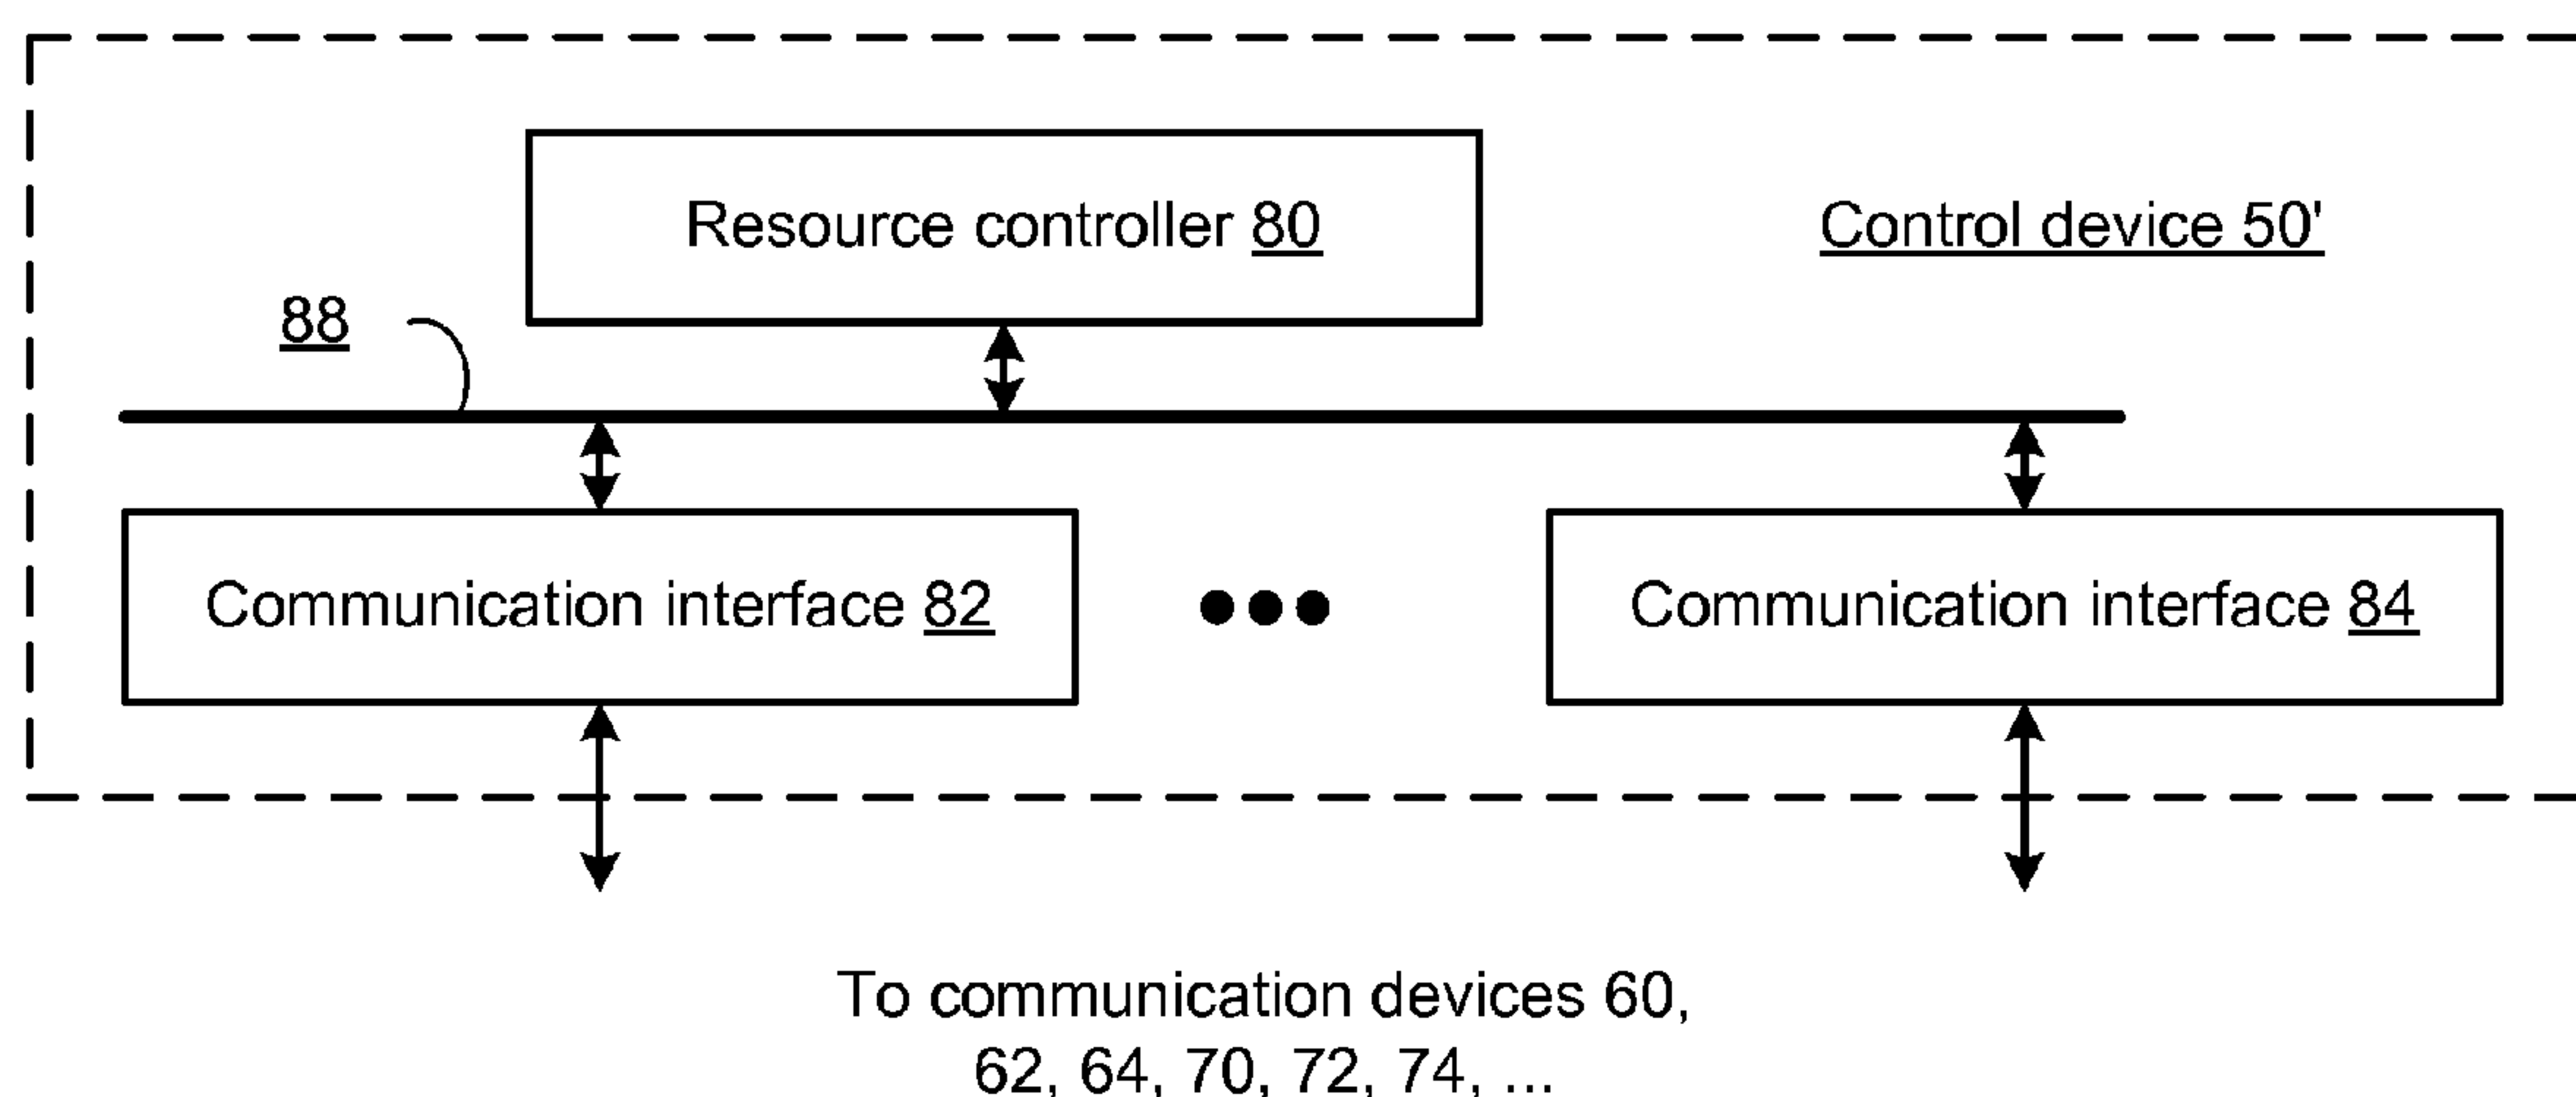 Resource controller 80
Control device 50'
88
Communication interface 82
Communication interface 84
To communication devices 60,
62, 64, 70, 72, 74, ...